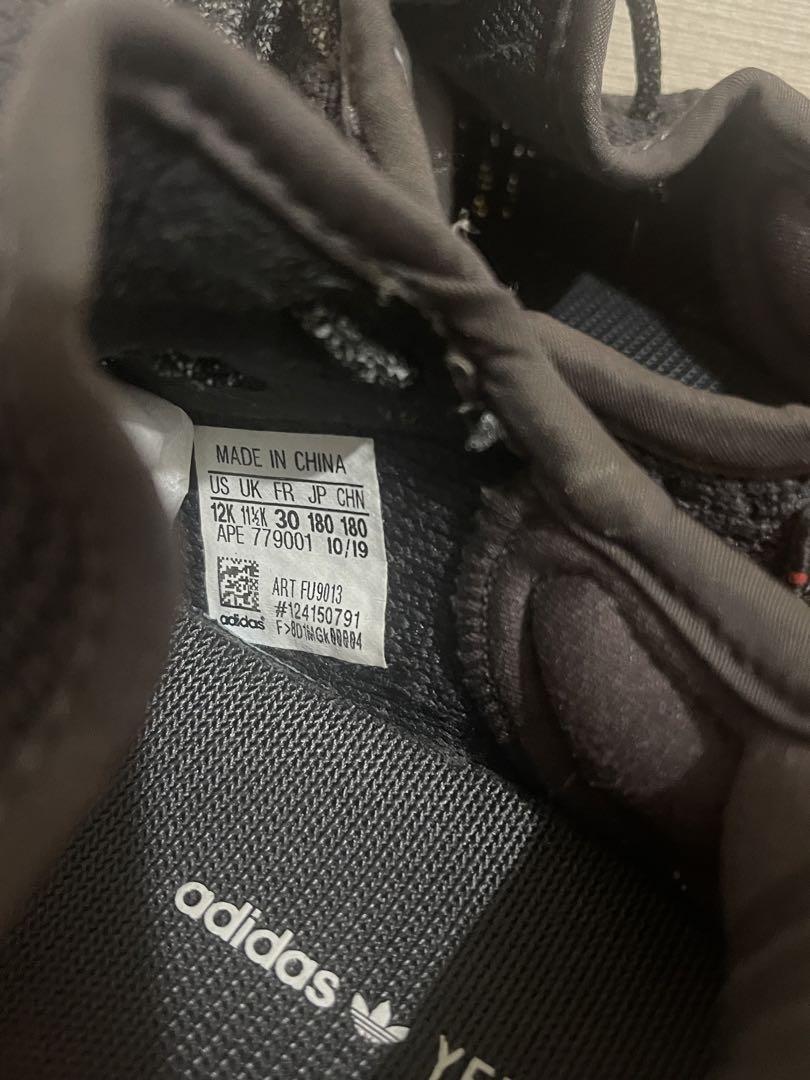 MADE IN CHINA
US UK FR JP CHN
12K 11½K 30 180 180
APE 779001 10/19
ART FU9013
#124150791
adidas
adidas